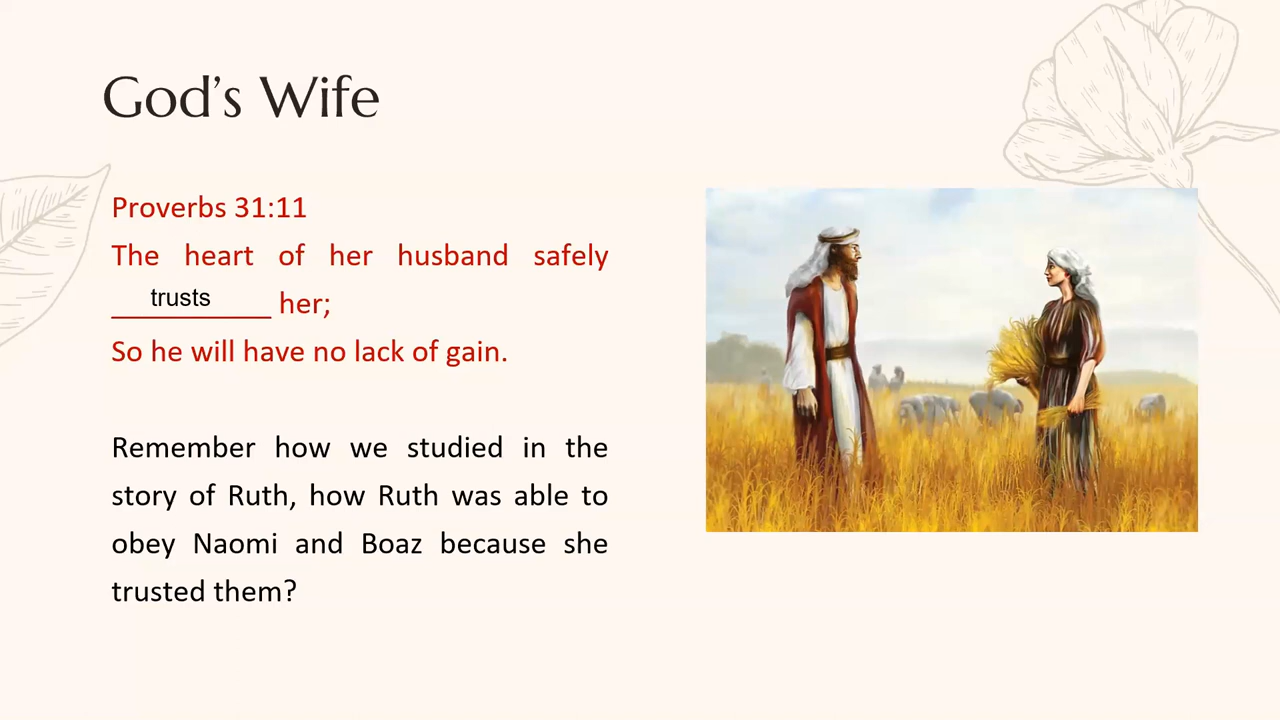 God’s Wife
Proverbs 31:11
The heart of her husband safely
trusts her;
So he will have no lack of gain.
Remember how we studied in the
story of Ruth, how Ruth was able to
obey Naomi and Boaz because she
trusted them?